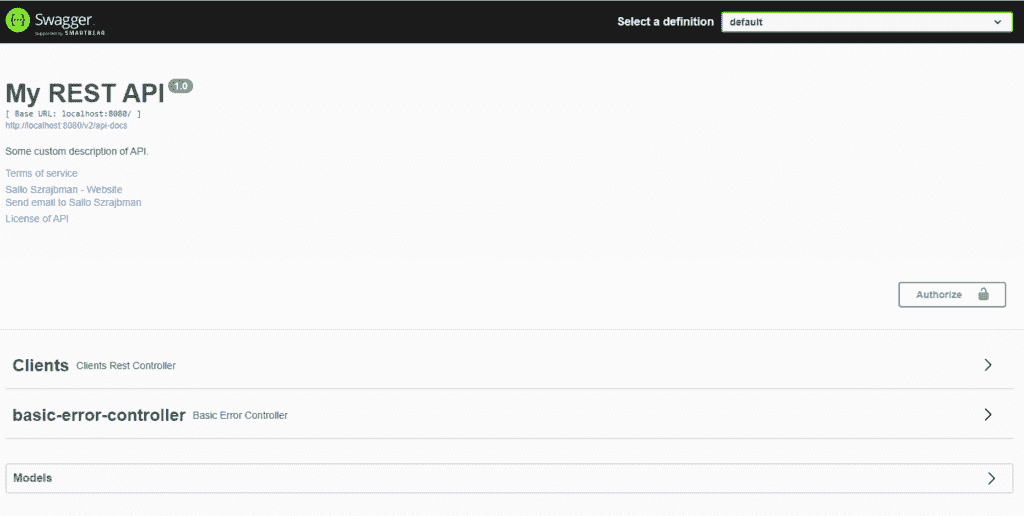 {...} Swagger.
Supported by SMARTBEAR
Select a definition
default
My REST API 1.0
[ Base URL: localhost:8080/ ]
http://localhost:8080/v2/api-docs
Some custom description of API.
Terms of service
Sallo Szrajbman - Website
Send email to Sallo Szrajbman
License of API
Authorize
Clients Clients Rest Controller
basic-error-controller Basic Error Controller
Models